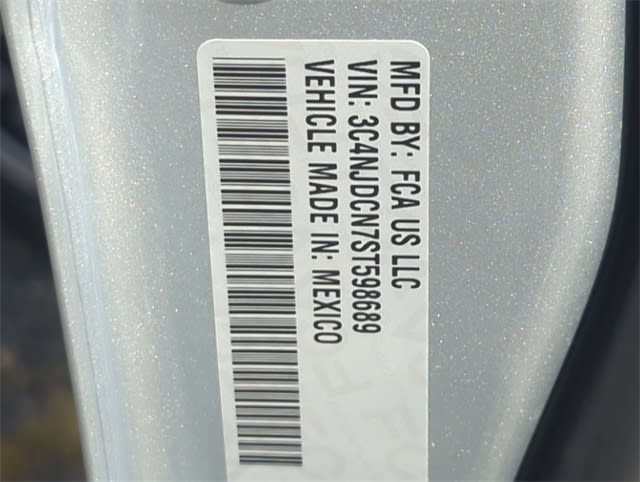 MFD BY: FCA US LLC
VIN: 3C4NJDCN7ST598689
VEHICLE MADE IN: MEXICO